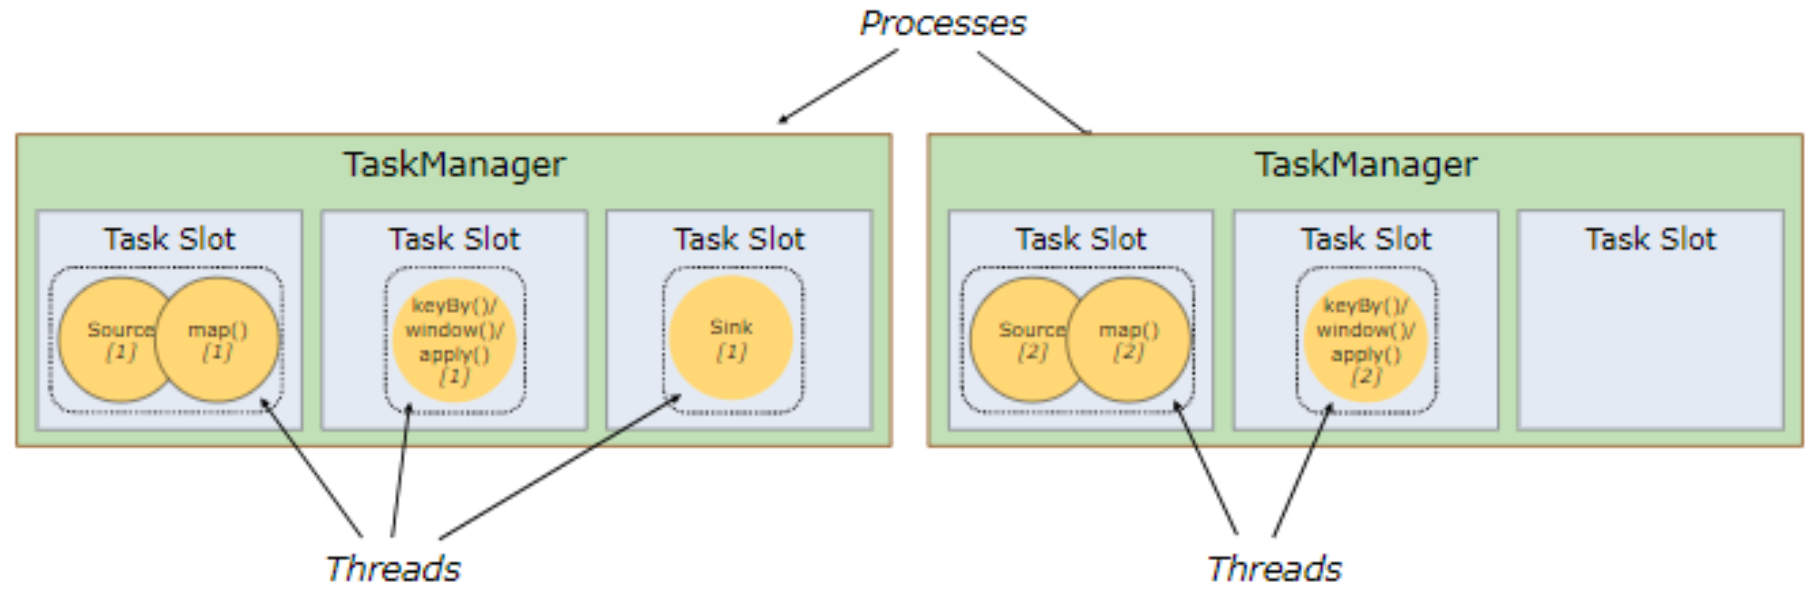 Processes
TaskManager
Task Slot
Source
[1]
map()
[1]
Task Slot
keyBy()/
window()/
apply()
[1]
Task Slot
Sink
[1]
TaskManager
Task Slot
Source
[2]
map()
[2]
Task Slot
keyBy()/
window()/
apply()
[2]
Task Slot
Threads
Threads